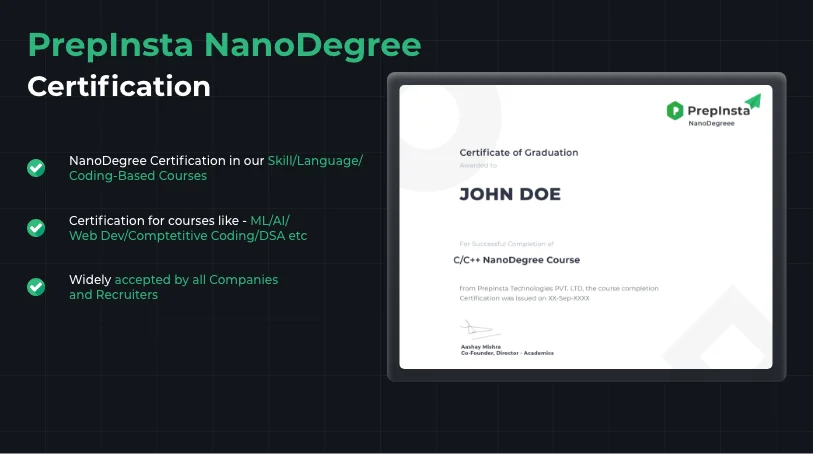 PrepInsta NanoDegree
Certification
NanoDegree Certification in our Skill/Language/
Coding-Based Courses
Certification for courses like - ML/AI/
Web Dev/Comptetitive Coding/DSA etc
Widely accepted by all Companies
and Recruiters
PrepInsta
NanoDegreee
Certificate of Graduation
Awarded to
JOHN DOE
For Successful Completion of
C/C++ NanoDegree Course
from PrepInsta Technologies PVT. LTD, the course completion
Certification was issued on XX-Sep-XXXX
Aashay Mishra
Co-Founder, Director - Academics